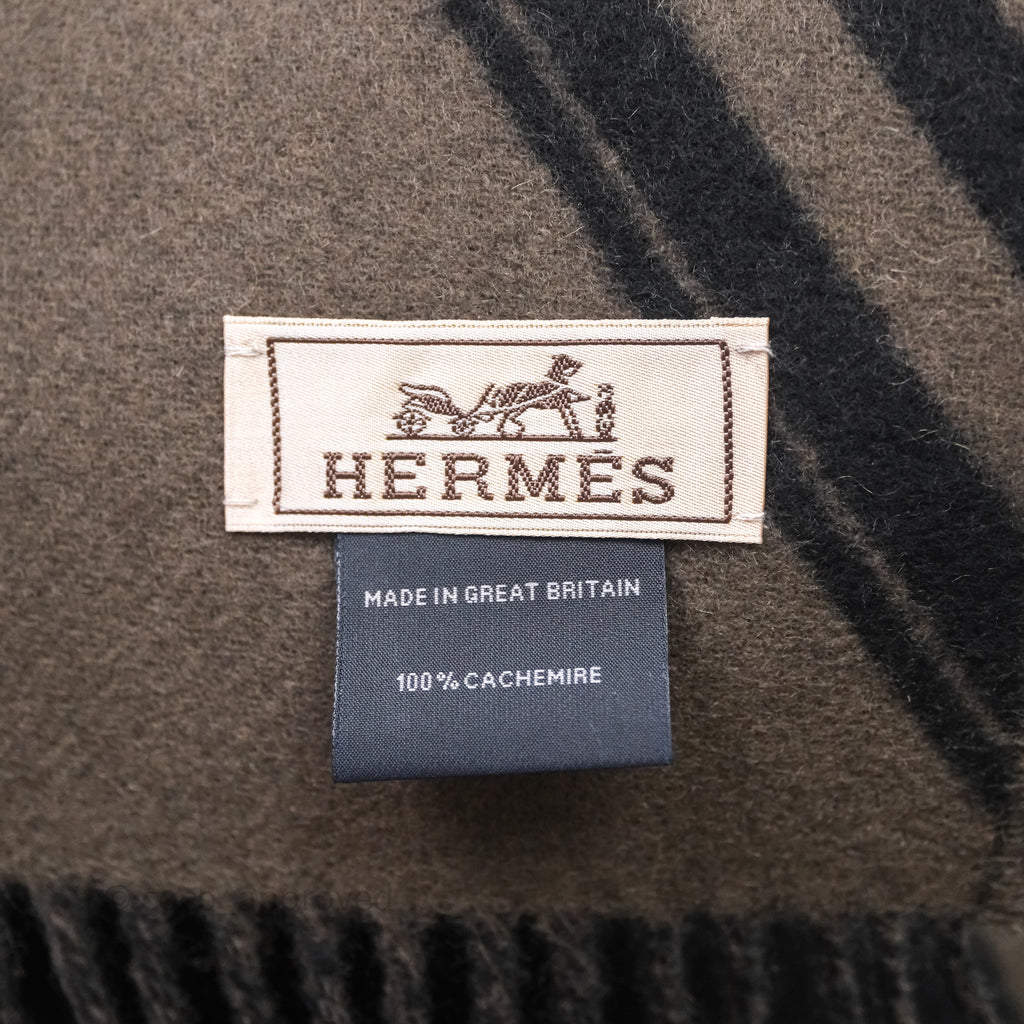 HERMÈS
MADE IN GREAT BRITAIN
100% CACHEMIRE